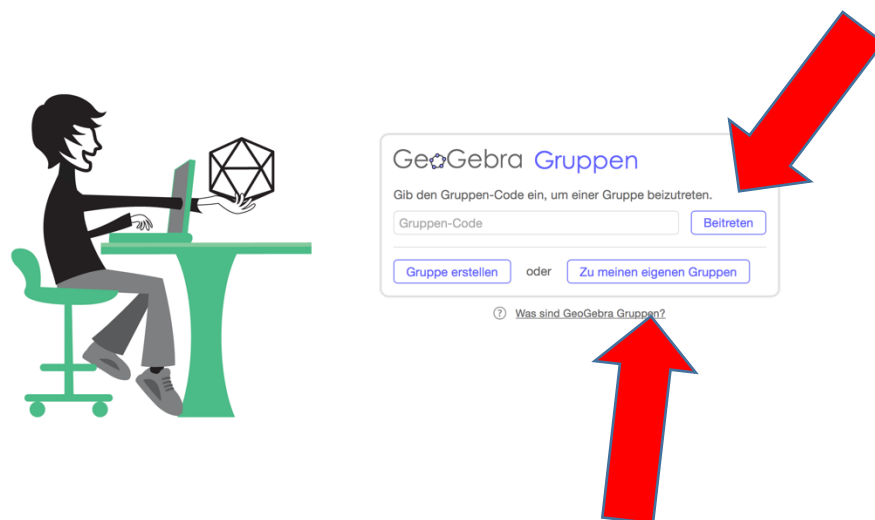 GeoGebra Gruppen
Gib den Gruppen-Code ein, um einer Gruppe beizutreten.
Gruppen-Code Beitreten
Gruppe erstellen oder Zu meinen eigenen Gruppen
? Was sind GeoGebra Gruppen?